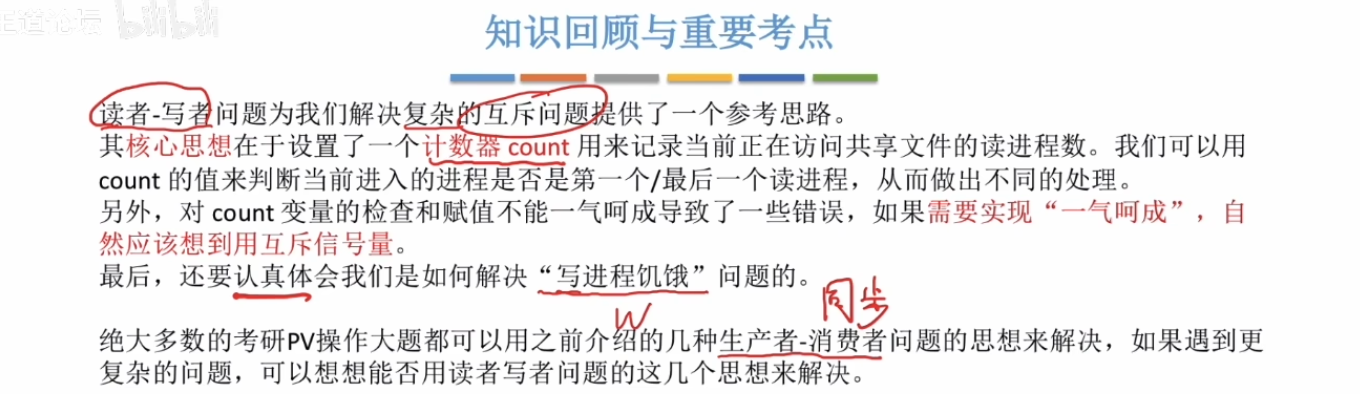 王道论坛 bilibili
知识回顾与重要考点
读者-写者问题为我们解决复杂的互斥问题提供了一个参考思路。
其核心思想在于设置了一个计数器 count 用来记录当前正在访问共享文件的读进程数。我们可以用
count 的值来判断当前进入的进程是否是第一个/最后一个读进程，从而做出不同的处理。
另外，对 count 变量的检查和赋值不能一气呵成导致了一些错误，如果需要实现“一气呵成”，自
然应该想到用互斥信号量。
最后，还要认真体会我们是如何解决“写进程饥饿”问题的。
同步
W
绝大多数的考研PV操作大题都可以用之前介绍的几种生产者-消费者问题的思想来解决，如果遇到更
复杂的问题，可以想想能否用读者写者问题的这几个思想来解决。